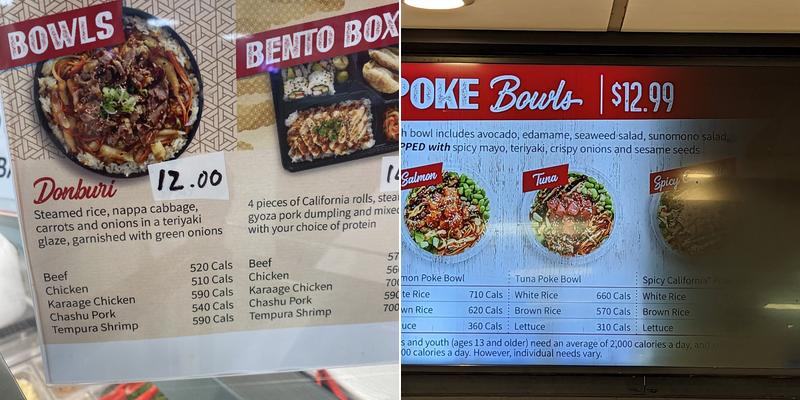 BOWLS
Donburi
12.00
Steamed rice, nappa cabbage,
carrots and onions in a teriyaki
glaze, garnished with green onions
Beef 520 Cals
Chicken 510 Cals
Karaage Chicken 590 Cals
Chashu Pork 540 Cals
Tempura Shrimp 590 Cals
BENTO BOX
4 pieces of California rolls,
gyoza pork dumpling and mixed
with your choice of protein
Beef
Chicken
Karaage Chicken
Chashu Pork
Tempura Shrimp
POKE Bowls $12.99
bowl includes avocado, edamame, seaweed salad, sunomono salad,
with spicy mayo, teriyaki, crispy onions and sesame seeds
Salmon
Tuna
Spicy
Poke Bowl
Rice 710 Cals
Rice 620 Cals
360 Cals
Tuna Poke Bowl
White Rice 660 Cals
Brown Rice 570 Cals
Lettuce 310 Cals
Spicy California
White Rice
Brown Rice
Lettuce
and youth (ages 13 and older) need an average of 2,000 calories a day, and
calories a day. However, individual needs vary.